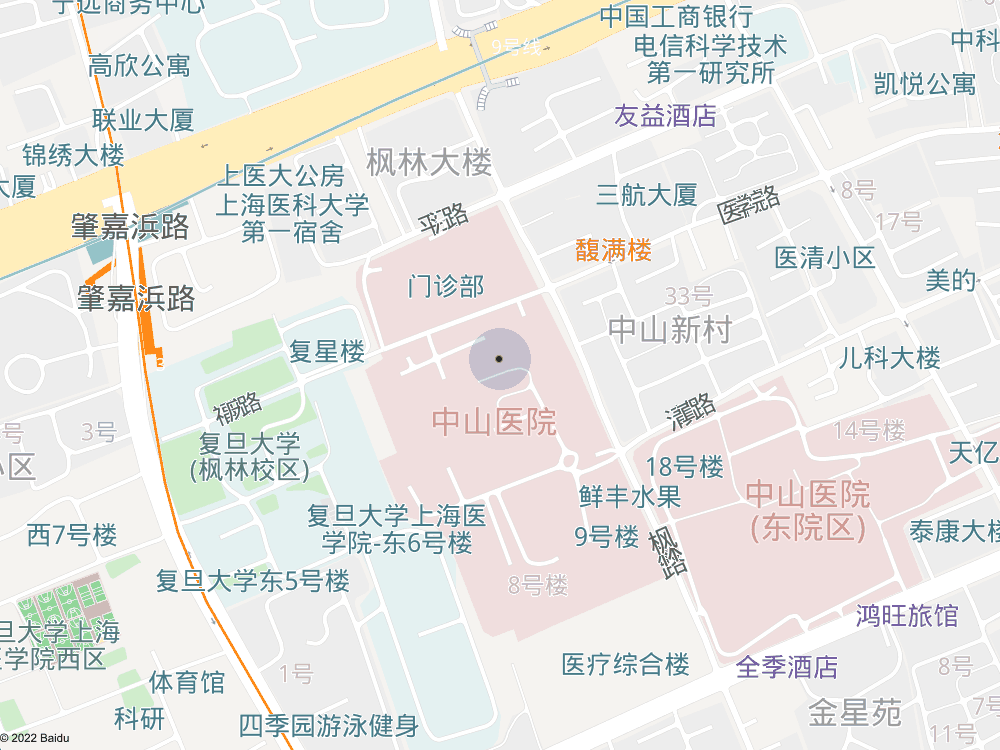 宁远商务中心
中国工商银行
9号线
电信科学技术
第一研究所
中科
高欣公寓
凯悦公寓
联业大厦
友益酒店
锦绣大楼
枫林大楼
大厦
上医大公房
三航大厦
8号
上海医科大学
第一宿舍
平江路
医学院路
17号
肇嘉浜路
馥满楼
医清小区
门诊部
美的
肇嘉浜路
33号
中山新村
复星楼
儿科大楼
清真路
3号
中山医院
14号楼
号
复旦大学
(枫林校区)
天亿
小区
18号楼
鲜丰水果
中山医院
(东院区)
复旦大学上海医
学院-东6号楼
西7号楼
9号楼
泰康大楼
复旦大学东5号楼
8号楼
鸿旺旅馆
旦大学上海
医学院西区
医疗综合楼
全季酒店
8号
1号
体育馆
金星苑
7号
科研
四季园游泳健身
11号
© 2022 Baidu